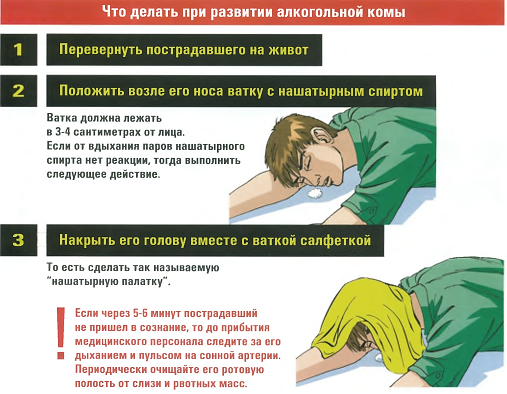 Что делать при развитии алкогольной комы
1 Перевернуть пострадавшего на живот
2 Положить возле его носа ватку с нашатырным спиртом
Ватка должна лежать
в 3-4 сантиметрах от лица.
Если от вдыхания паров нашатырного
спирта нет реакции, тогда выполнить
следующее действие.
3 Накрыть его голову вместе с ваткой салфеткой
То есть сделать так называемую
"нашатырную палатку".
! Если через 5-6 минут пострадавший
не пришел в сознание, то до прибытия
медицинского персонала следите за его
дыханием и пульсом на сонной артерии.
Периодически очищайте его ротовую
полость от слизи и рвотных масс.